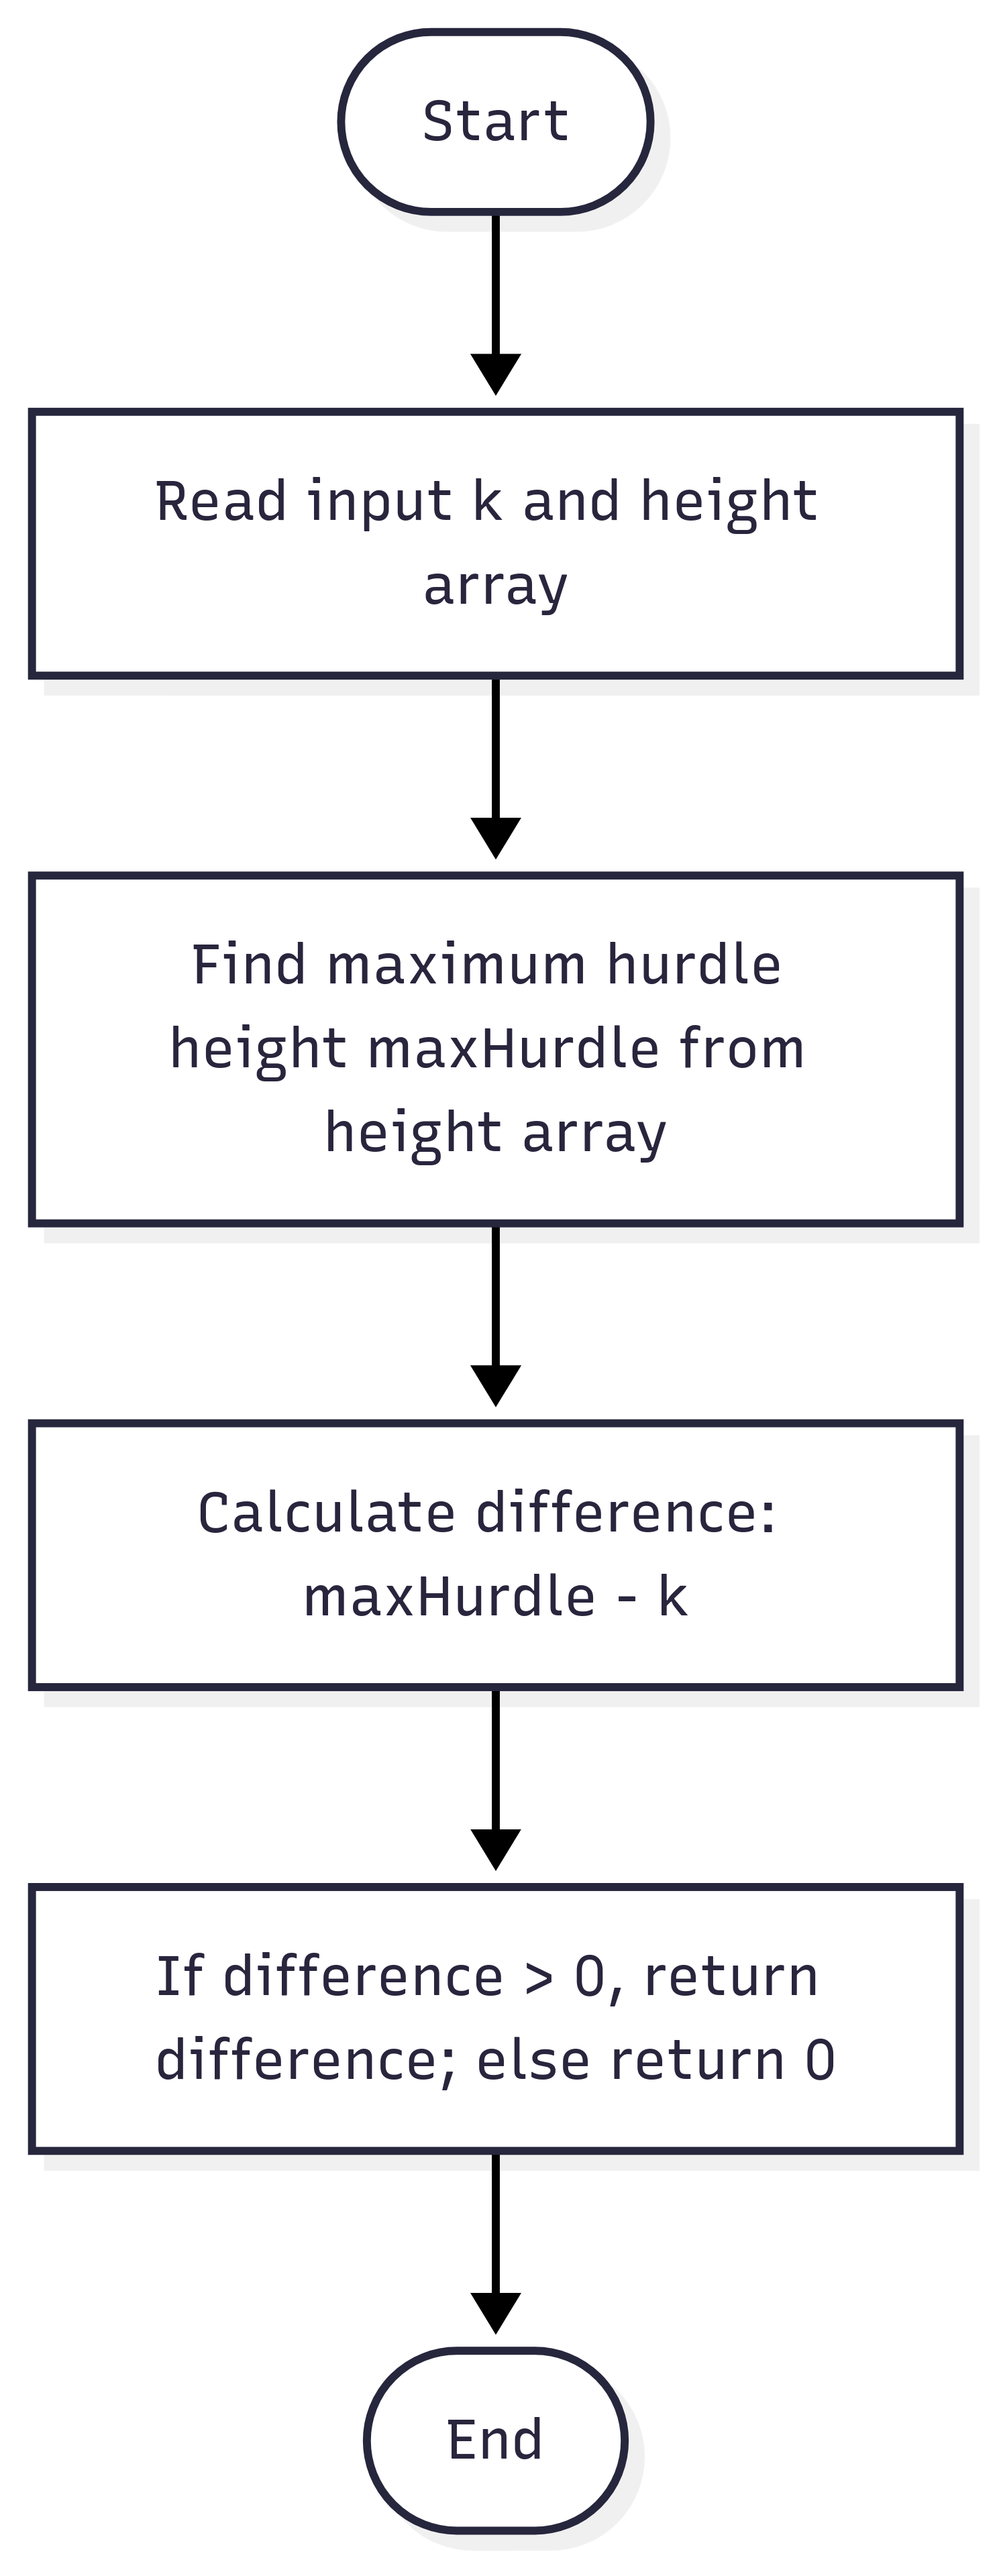 Start
Read input k and height
array
Find maximum hurdle
height maxHurdle from
height array
Calculate difference:
maxHurdle - k
If difference > 0, return
difference; else return 0
End